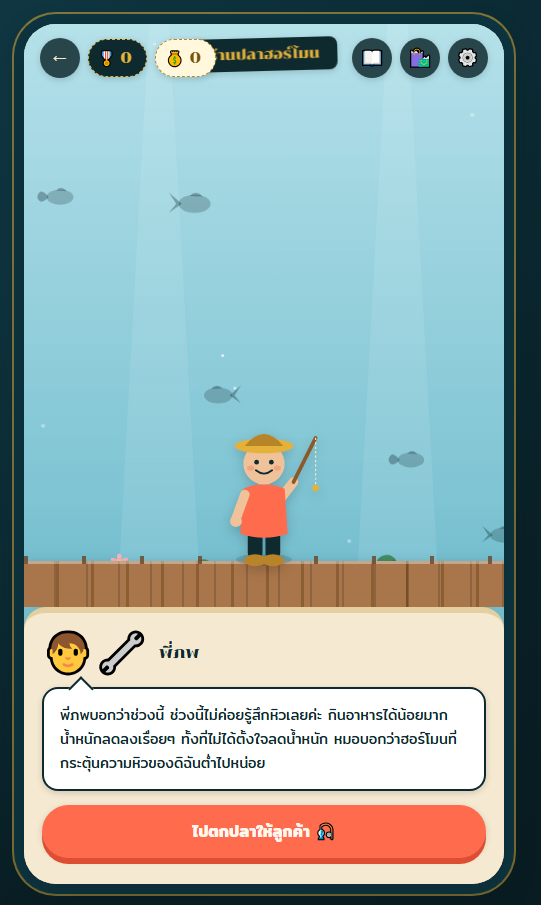 0
0
านปลาฮอร์โมน
พี่ภพ
พี่ภพบอกว่าช่วงนี้ ช่วงนี้ไม่ค่อยรู้สึกหิวเลยค่ะ กินอาหารได้น้อยมาก
น้ำหนักลดลงเรื่อยๆ ทั้งที่ไม่ได้ตั้งใจลดน้ำหนัก หมอบอกว่าฮอร์โมนที่
กระตุ้นความหิวของดิฉันต่ำไปหน่อย
ไปตกปลาให้ลูกค้า